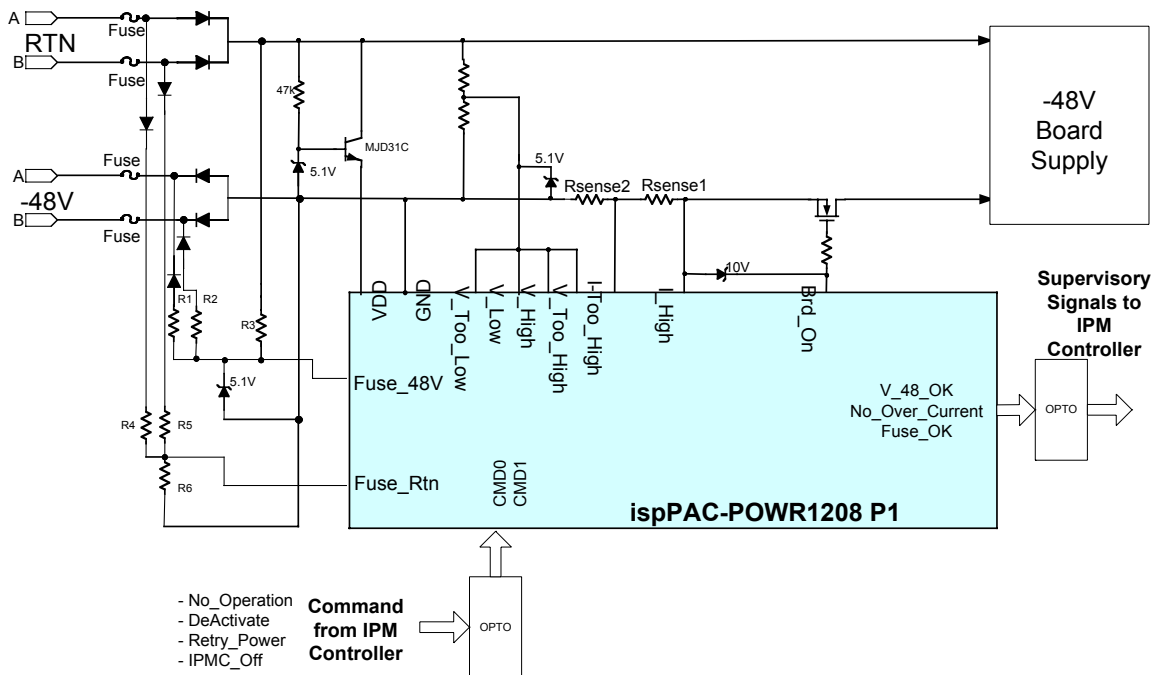 A
Fuse
RTN
B
Fuse
47k
MJD31C
5.1V
5.1V
-48V
Board
Supply
Fuse
A
-48V
B
Fuse
Rsense2
Rsense1
10V
R1
R2
R3
VDD
GND
V_Too_Low
V_Low
V_High
V_Too_High
I-Too_High
I_High
Brd_On
Supervisory
Signals to
IPM
Controller
5.1V
Fuse_48V
V_48_OK
No_Over_Current
Fuse_OK
OPTO
R4
R5
R6
Fuse_Rtn
CMD0
CMD1
ispPAC-POWR1208 P1
- No_Operation
- DeActivate
- Retry_Power
- IPMC_Off
Command
from IPM
Controller
OPTO